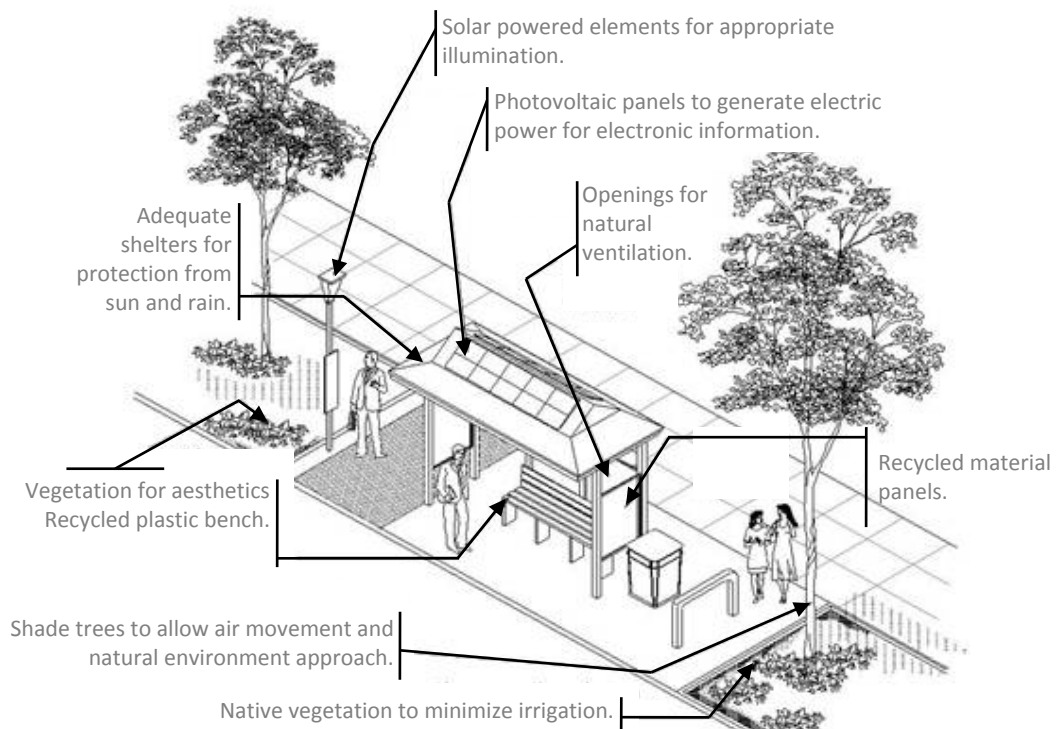 Solar powered elements for appropriate
illumination.
Photovoltaic panels to generate electric
power for electronic information.
Openings for
natural
ventilation.
Adequate
shelters for
protection from
sun and rain.
Recycled material
panels.
Vegetation for aesthetics
Recycled plastic bench.
Shade trees to allow air movement and
natural environment approach.
Native vegetation to minimize irrigation.